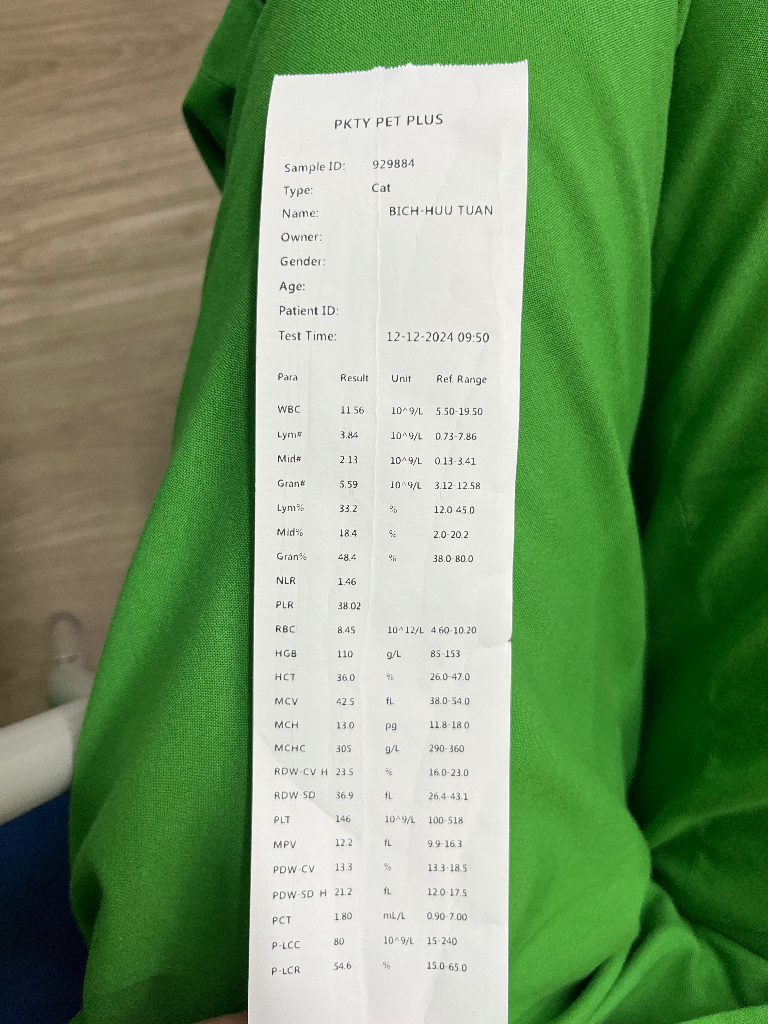 PKTY PET PLUS
Sample ID: 929884
Type: Cat
Name: BICH-HUU TUAN
Owner:
Gender:
Age:
Patient ID:
Test Time: 12-12-2024 09:50
Para Result Unit Ref. Range
WBC 11.56 10^9/L 5.50-19.50
Lym# 3.84 10^9/L 0.73-7.86
Mid# 2.13 10^9/L 0.13-3.41
Gran# 5.59 10^9/L 3.12-12.58
Lym% 33.2 % 12.0-45.0
Mid% 18.4 % 2.0-20.2
Gran% 48.4 % 38.0-80.0
NLR 1.46
PLR 38.02
RBC 8.45 10^12/L 4.60-10.20
HGB 110 g/L 85-153
HCT 36.0 % 26.0-47.0
MCV 42.5 fL 38.0-54.0
MCH 13.0 pg 11.8-18.0
MCHC 305 g/L 290-360
RDW-CV H 23.5 % 16.0-23.0
RDW-SD 36.9 fL 26.4-43.1
PLT 146 10^9/L 100-518
MPV 12.2 fL 9.9-16.3
PDW-CV 13.3 % 13.3-18.5
PDW-SD H 21.2 fL 12.0-17.5
PCT 1.80 mL/L 0.90-7.00
P-LCC 80 10^9/L 15-240
P-LCR 54.6 % 15.0-65.0